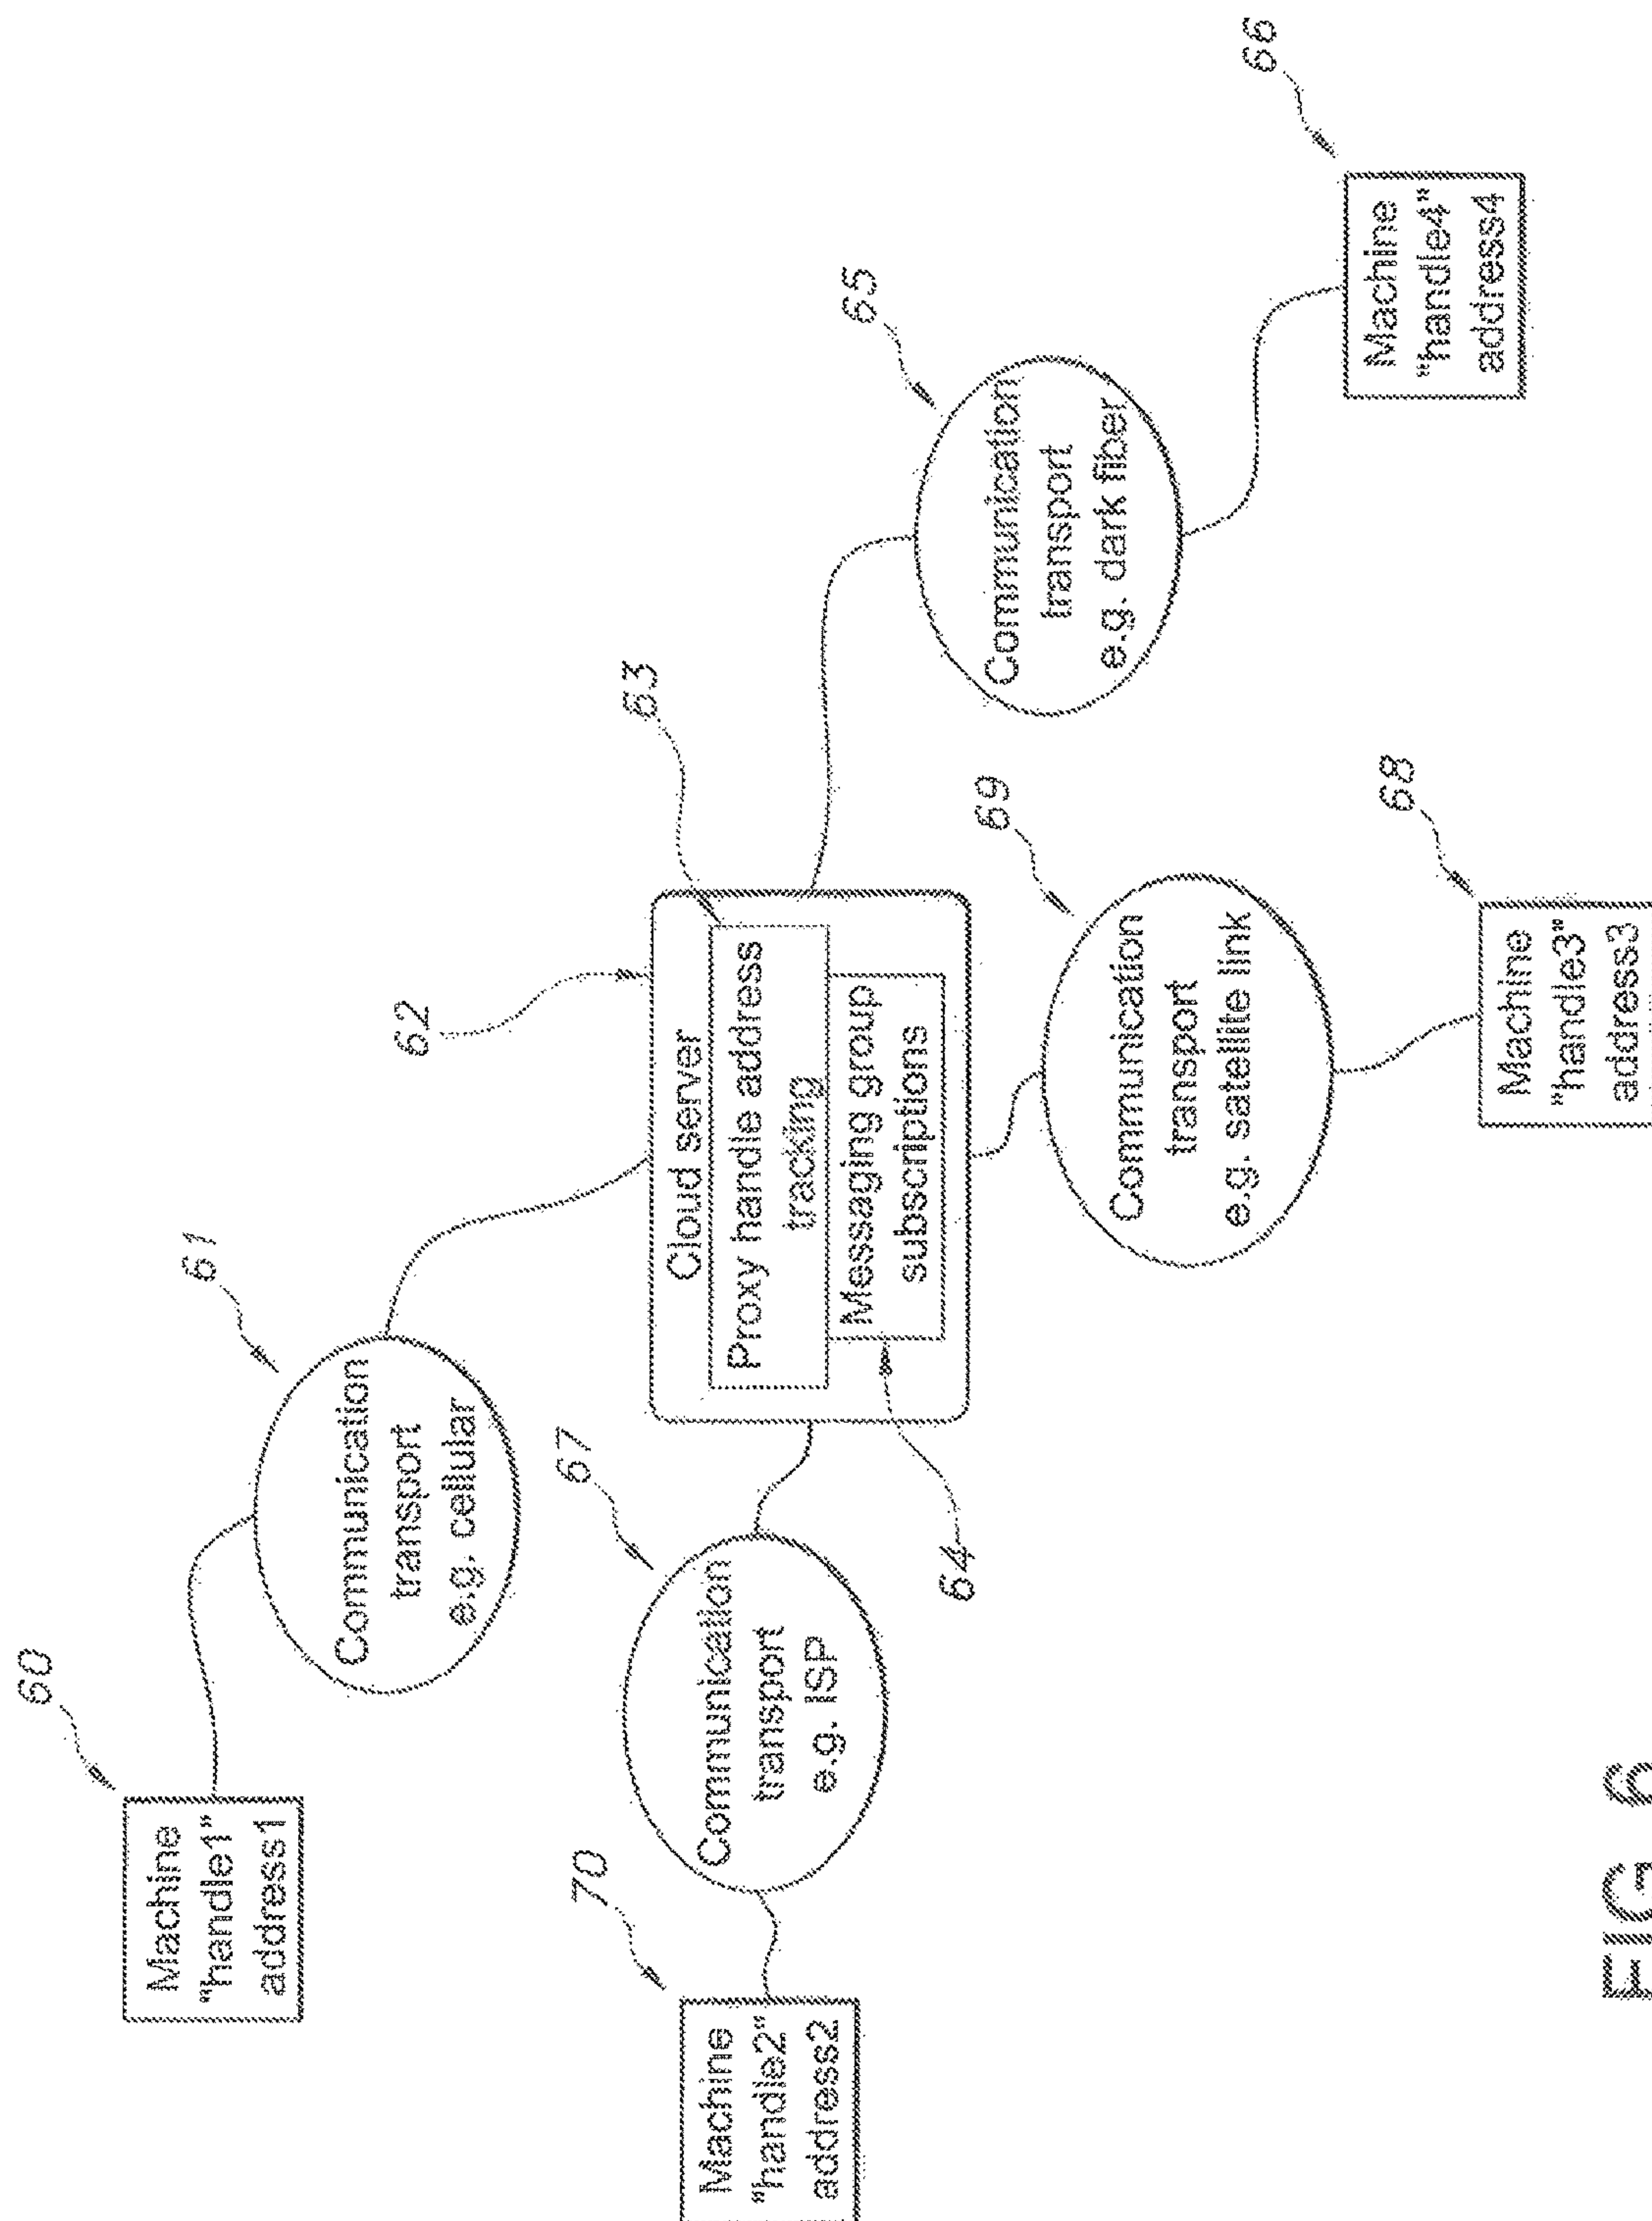 60
Machine
"handle1"
address1
61
Communication
transport
e.g. cellular
62
Cloud server
63
Proxy handle address
tracking
Messaging group
subscriptions
64
70
Machine
"handle2"
address2
67
Communication
transport
e.g. ISP
69
Communication
transport
e.g. satellite link
68
Machine
"handle3"
address3
65
Communication
transport
e.g. dark fiber
66
Machine
"handle4"
address4
FIG 6